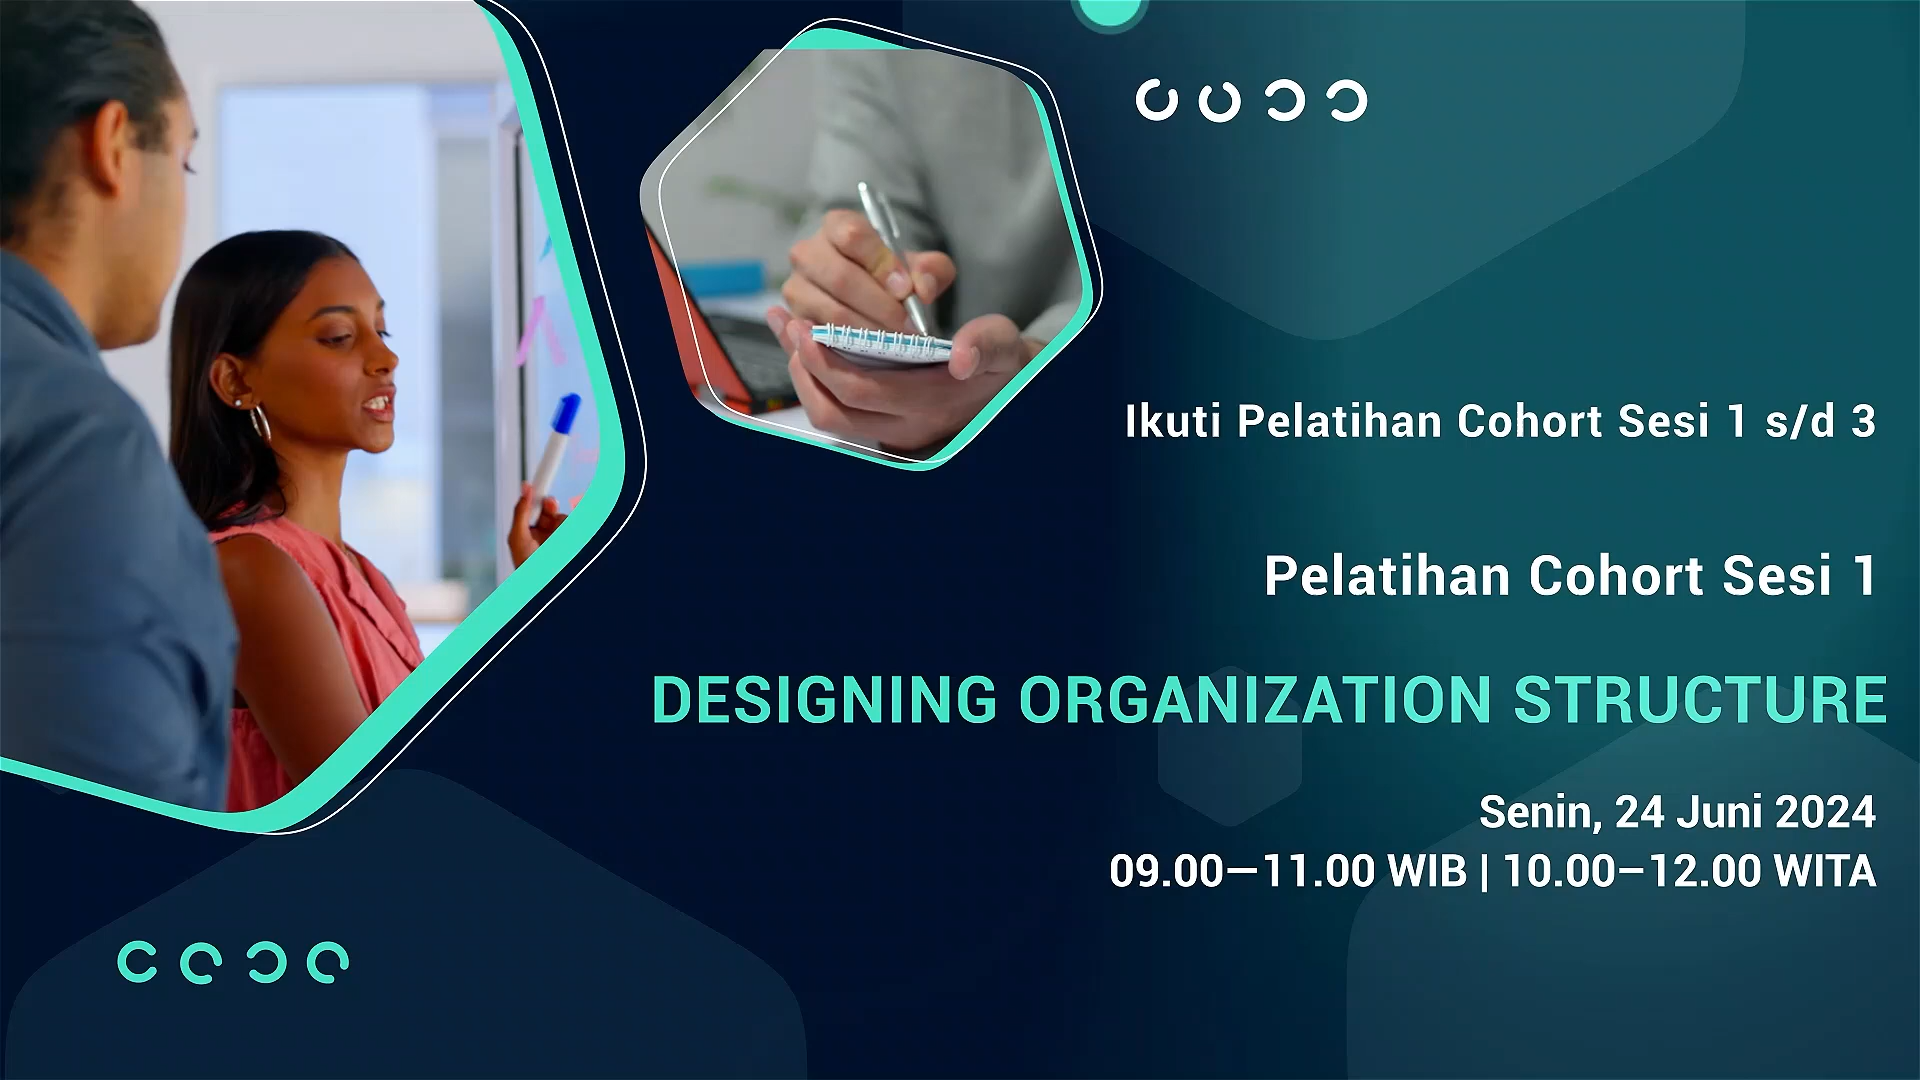 Ikuti Pelatihan Cohort Sesi 1 s/d 3
Pelatihan Cohort Sesi 1
DESIGNING ORGANIZATION STRUCTURE
Senin, 24 Juni 2024
09.00—11.00 WIB | 10.00–12.00 WITA